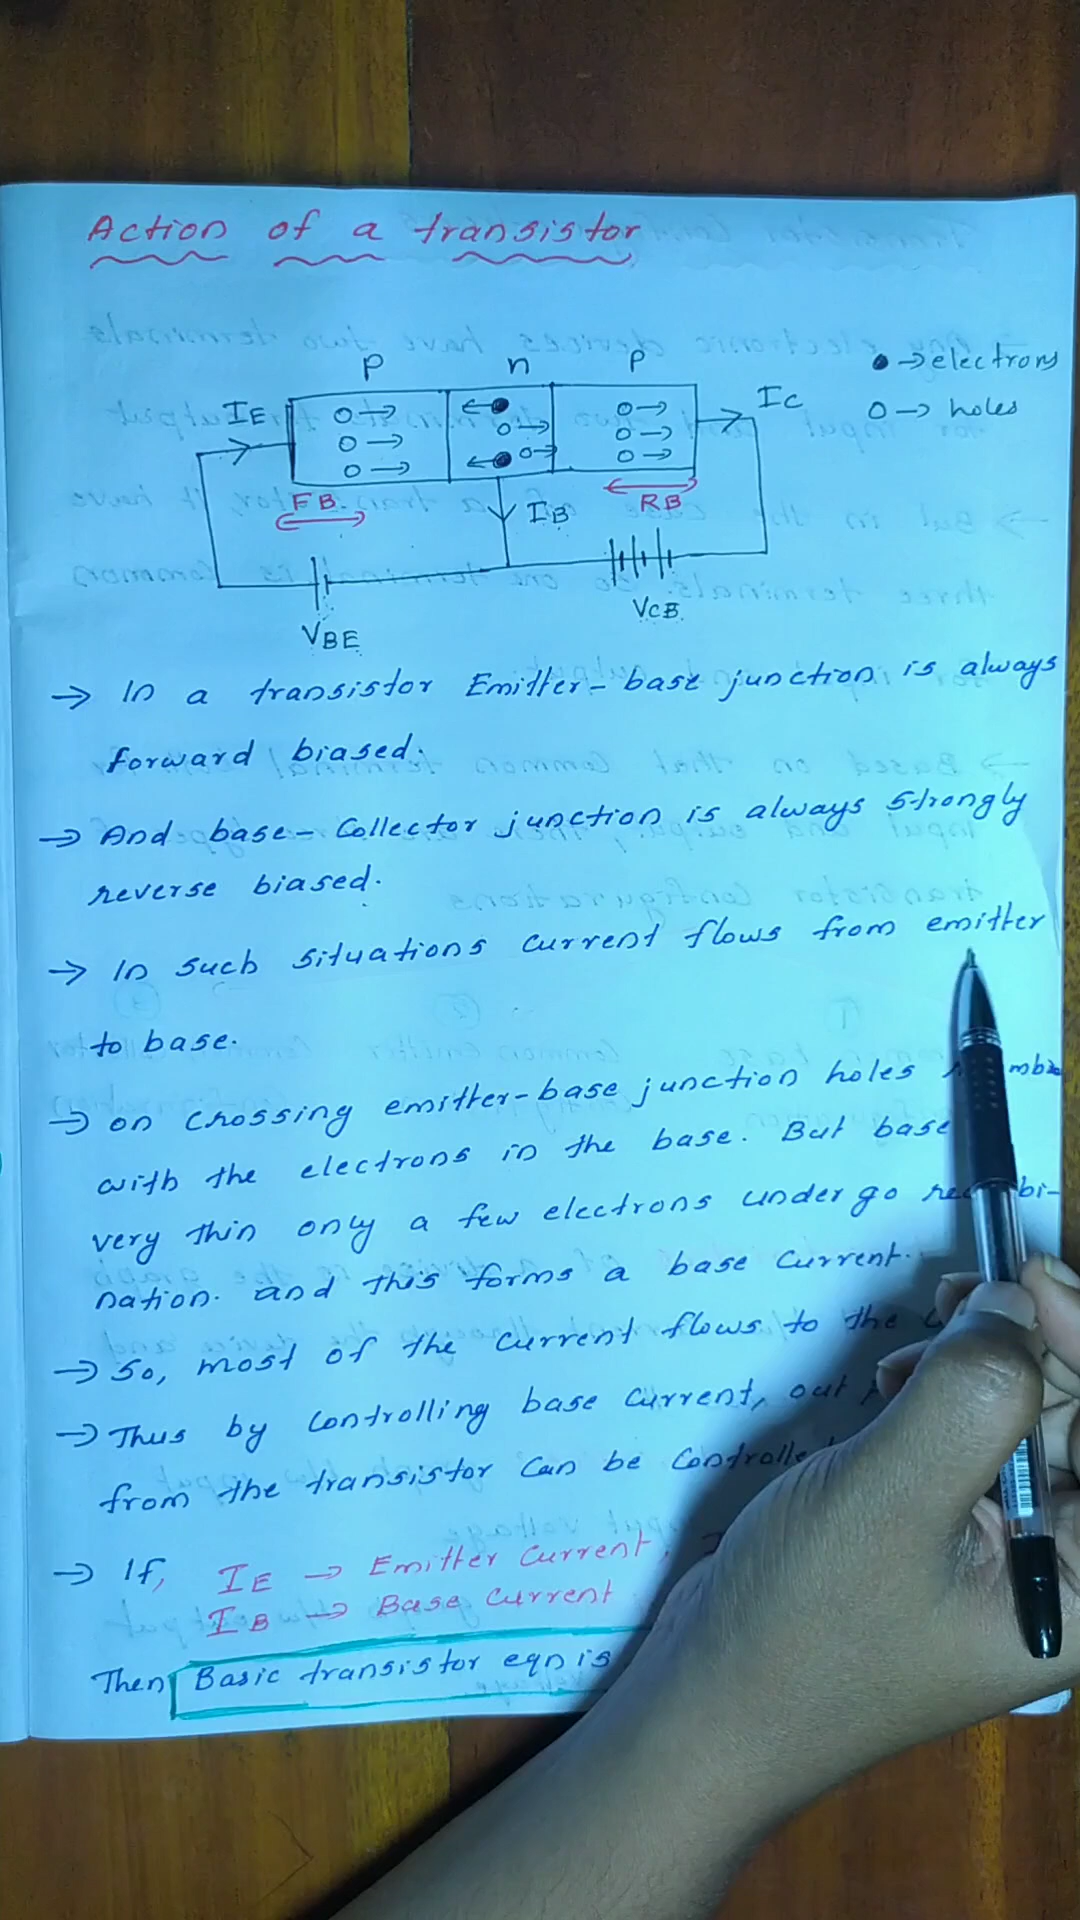 Action of a transistor
P n P
●→electrons
o→ holes
IE
IC
FB.
IB
RB
VBE
VCB.
→ In a transistor Emitter-base junction is always
forward biased.
→ And base-Collector junction is always strongly
reverse biased.
→ In such situations current flows from emitter
to base.
→ on crossing emitter-base junction holes
with the electrons in the base. But base
very thin only a few electrons undergo
nation. and this forms a base current.
→ So, most of the current flows to the
→ Thus by controlling base current, out
from the transistor can be
→ If, IE → Emitter current,
IB → Base current
Then Basic transistor eqn is